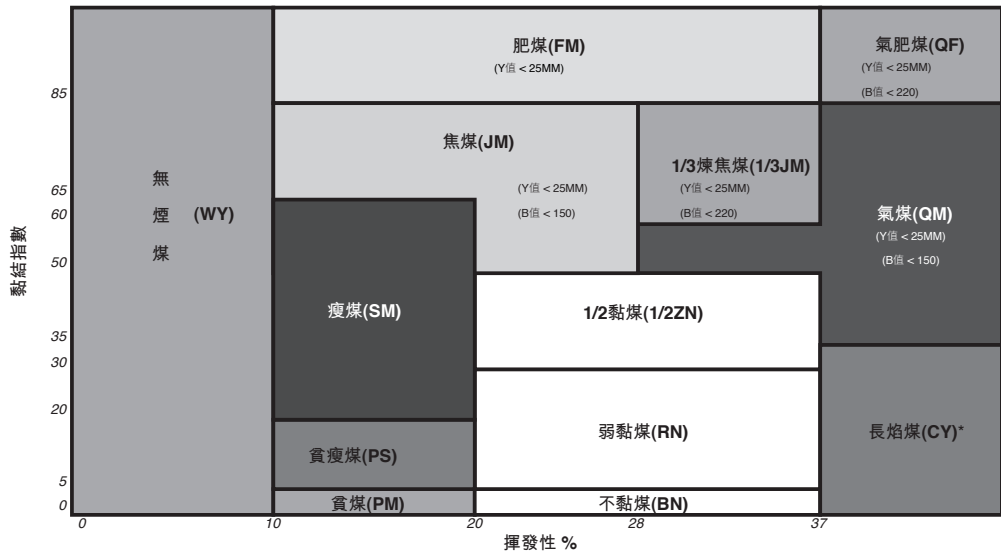 肥煤(FM)
(Y值 < 25MM)
氣肥煤(QF)
(Y值 < 25MM)
(B值 < 220)
85
焦煤(JM)
(Y值 < 25MM)
(B值 < 150)
1/3煉焦煤(1/3JM)
(Y值 < 25MM)
(B值 < 220)
無
煙 (WY)
煤
65
60
氣煤(QM)
(Y值 < 25MM)
(B值 < 150)
黏結指數
50
瘦煤(SM)
1/2黏煤(1/2ZN)
35
30
20
弱黏煤(RN)
長焰煤(CY)*
貧瘦煤(PS)
5
0
貧煤(PM)
不黏煤(BN)
0 10 20 28 37
揮發性 %